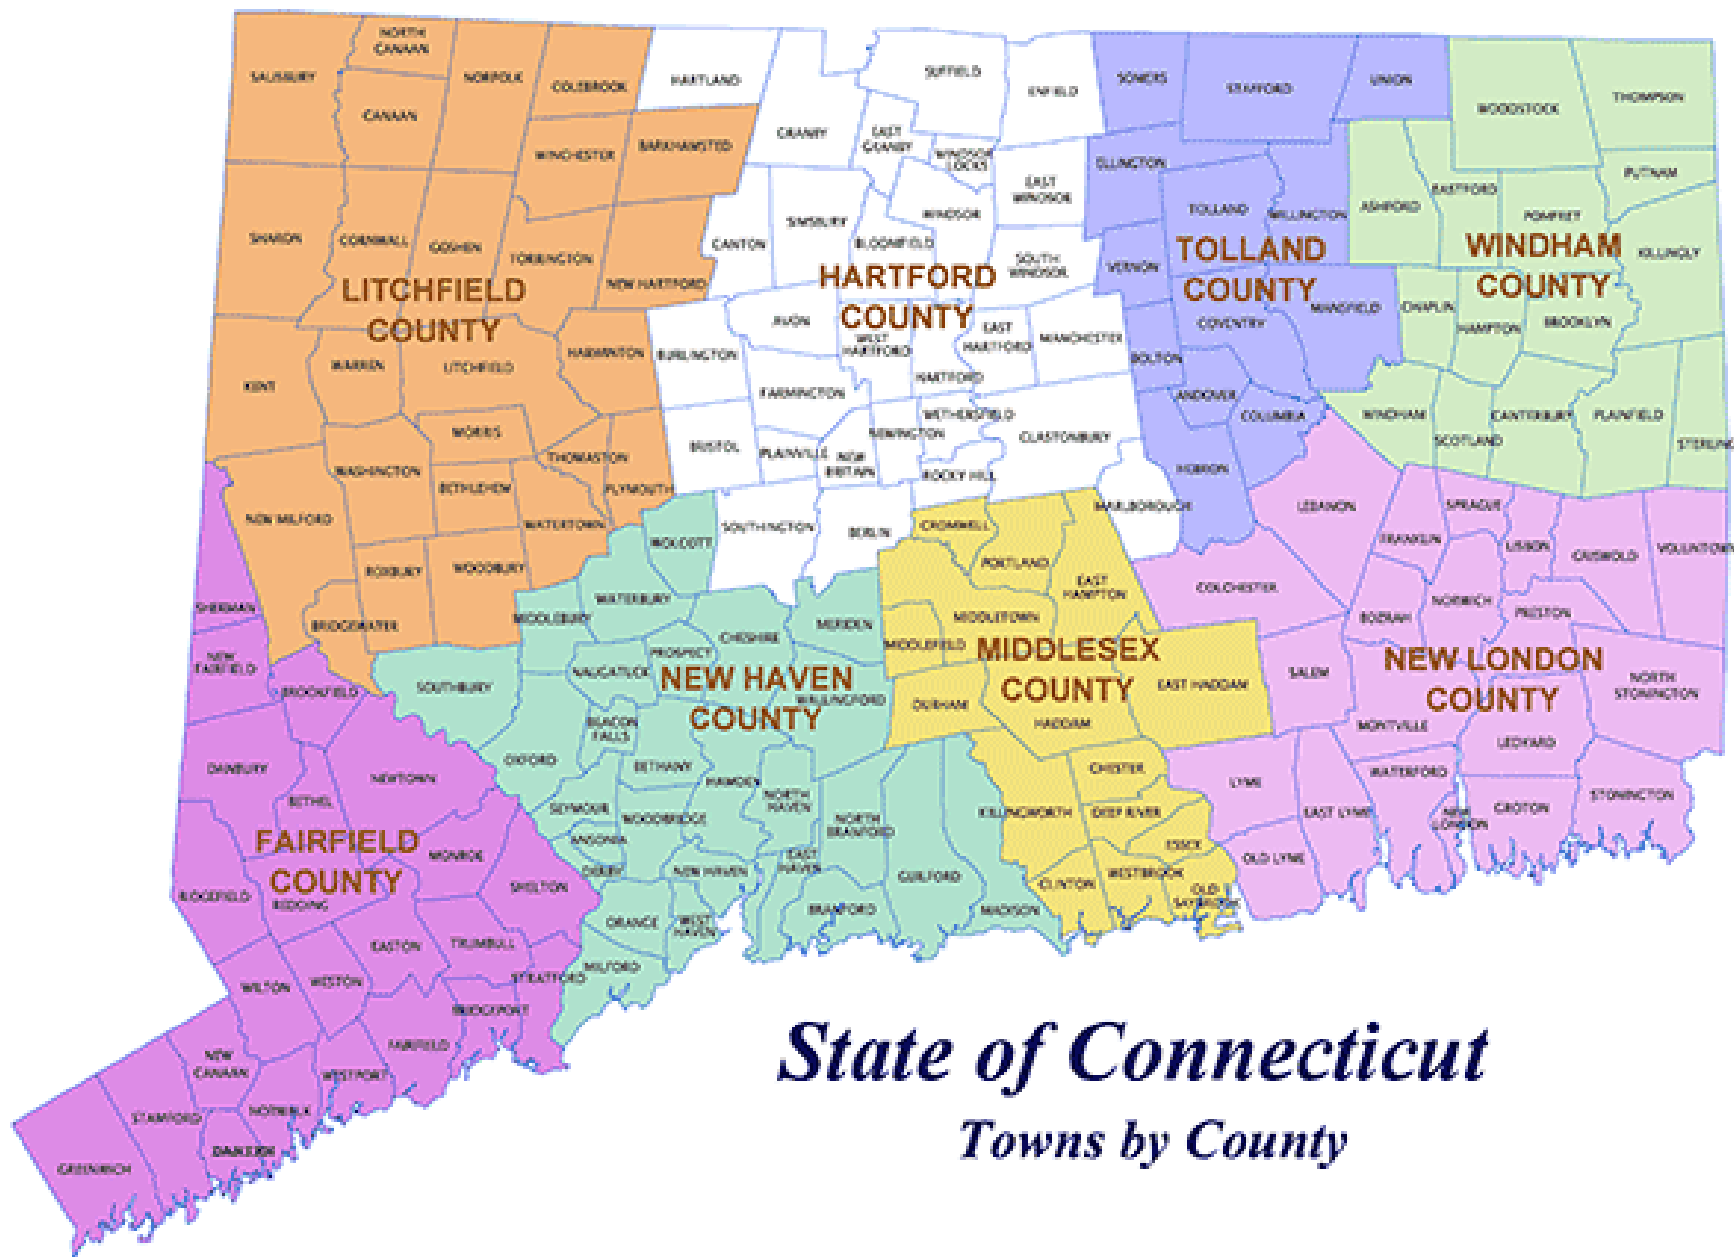 NORTH
CANAAN
SALISBURY
NORFOLK
COLEBROOK
CANAAN
WINCHESTER
BARKHAMSTED
SHARON
CORNWALL
GOSHEN
TORRINGTON
NEW HARTFORD
LITCHFIELD
COUNTY
KENT
WARREN
LITCHFIELD
HARWINTON
MORRIS
WASHINGTON
BETHLEHEM
THOMASTON
PLYMOUTH
NEW MILFORD
WATERTOWN
ROXBURY
WOODBURY
BRIDGEWATER
HARTLAND
SUFFIELD
ENFIELD
GRANBY
EAST
GRANBY
WINDSOR
LOCKS
EAST
WINDSOR
SIMSBURY
WINDSOR
CANTON
BLOOMFIELD
SOUTH
WINDSOR
HARTFORD
COUNTY
AVON
BURLINGTON
WEST
HARTFORD
EAST
HARTFORD
MANCHESTER
HARTFORD
FARMINGTON
WETHERSFIELD
NEWINGTON
GLASTONBURY
BRISTOL
PLAINVILLE
NEW
BRITAIN
ROCKY HILL
MARLBOROUGH
SOUTHINGTON
BERLIN
SOMERS
STAFFORD
UNION
ELLINGTON
TOLLAND
WILLINGTON
TOLLAND
COUNTY
VERNON
MANSFIELD
COVENTRY
BOLTON
ANDOVER
COLUMBIA
HEBRON
WOODSTOCK
THOMPSON
PUTNAM
EASTFORD
ASHFORD
POMFRET
WINDHAM
COUNTY
KILLINGLY
CHAPLIN
HAMPTON
BROOKLYN
WINDHAM
SCOTLAND
CANTERBURY
PLAINFIELD
STERLING
SHERMAN
NEW
FAIRFIELD
BROOKFIELD
DANBURY
BETHEL
NEWTOWN
FAIRFIELD
COUNTY
MONROE
RIDGEFIELD
REDDING
SHELTON
EASTON
TRUMBULL
WILTON
WESTON
STRATFORD
BRIDGEPORT
FAIRFIELD
NEW
CANAAN
WESTPORT
STAMFORD
NORWALK
GREENWICH
WOLCOTT
MIDDLEBURY
WATERBURY
CHESHIRE
MERIDEN
PROSPECT
SOUTHBURY
NAUGATUCK
NEW HAVEN
COUNTY
WALLINGFORD
BEACON
FALLS
OXFORD
BETHANY
HAMDEN
NORTH
HAVEN
SEYMOUR
WOODBRIDGE
NORTH
BRANFORD
ANSONIA
DERBY
NEW HAVEN
EAST
HAVEN
GUILFORD
ORANGE
WEST
HAVEN
BRANFORD
MADISON
MILFORD
CROMWELL
PORTLAND
EAST
HAMPTON
MIDDLETOWN
MIDDLEFIELD
MIDDLESEX
COUNTY
DURHAM
HADDAM
EAST HADDAM
CHESTER
KILLINGWORTH
DEEP RIVER
ESSEX
CLINTON
WESTBROOK
OLD
SAYBROOK
LEBANON
SPRAGUE
FRANKLIN
LISBON
GRISWOLD
VOLUNTOWN
COLCHESTER
BOZRAH
NORWICH
PRESTON
SALEM
NEW LONDON
COUNTY
NORTH
STONINGTON
MONTVILLE
LEDYARD
LYME
WATERFORD
EAST LYME
NEW
LONDON
GROTON
STONINGTON
OLD LYME
State of Connecticut
Towns by County